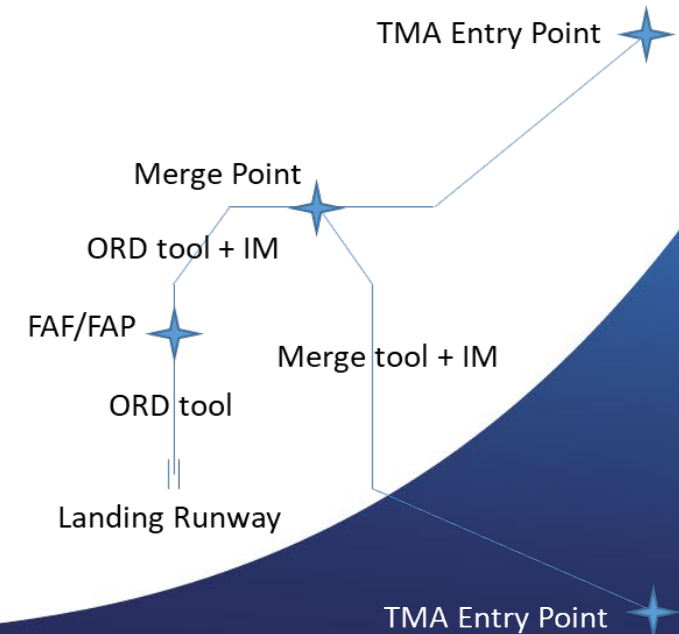 TMA Entry Point
Merge Point
ORD tool + IM
FAF/FAP
Merge tool + IM
ORD tool
Landing Runway
TMA Entry Point